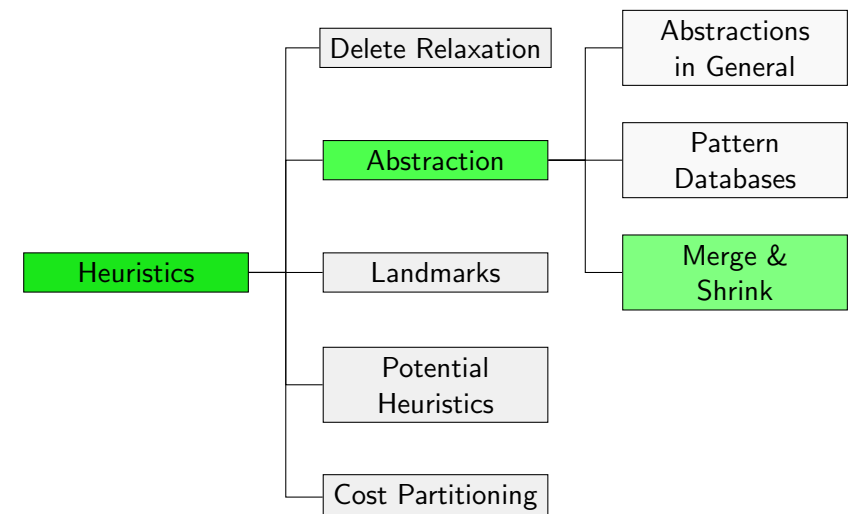 Heuristics
Delete Relaxation
Abstraction
Landmarks
Potential
Heuristics
Cost Partitioning
Abstractions
in General
Pattern
Databases
Merge &
Shrink